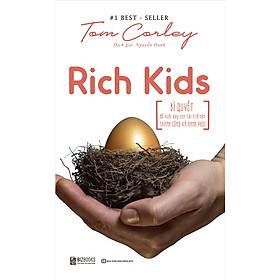 #1 BEST - SELLER
Tom Corley
Dịch giả: Nguyễn Hạnh
Rich Kids
BÍ QUYẾT
để nuôi dạy con cái trở nên
THÀNH CÔNG VÀ HẠNH PHÚC
BIZBOOKS